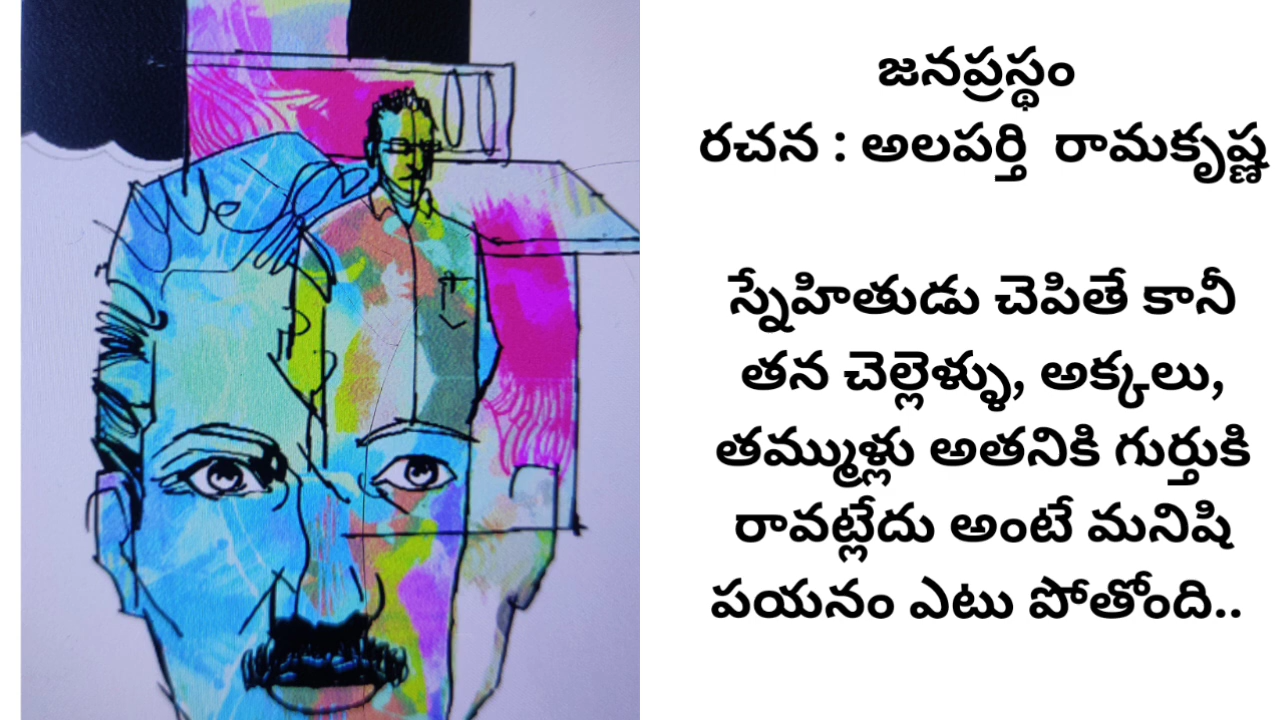 జనప్రస్థం
రచన : అలపర్తి రామకృష్ణ
స్నేహితుడు చెపితే కానీ
తన చెల్లెళ్ళు, అక్కలు,
తమ్ముళ్లు అతనికి గుర్తుకి
రావట్లేదు అంటే మనిషి
పయనం ఎటు పోతోంది..